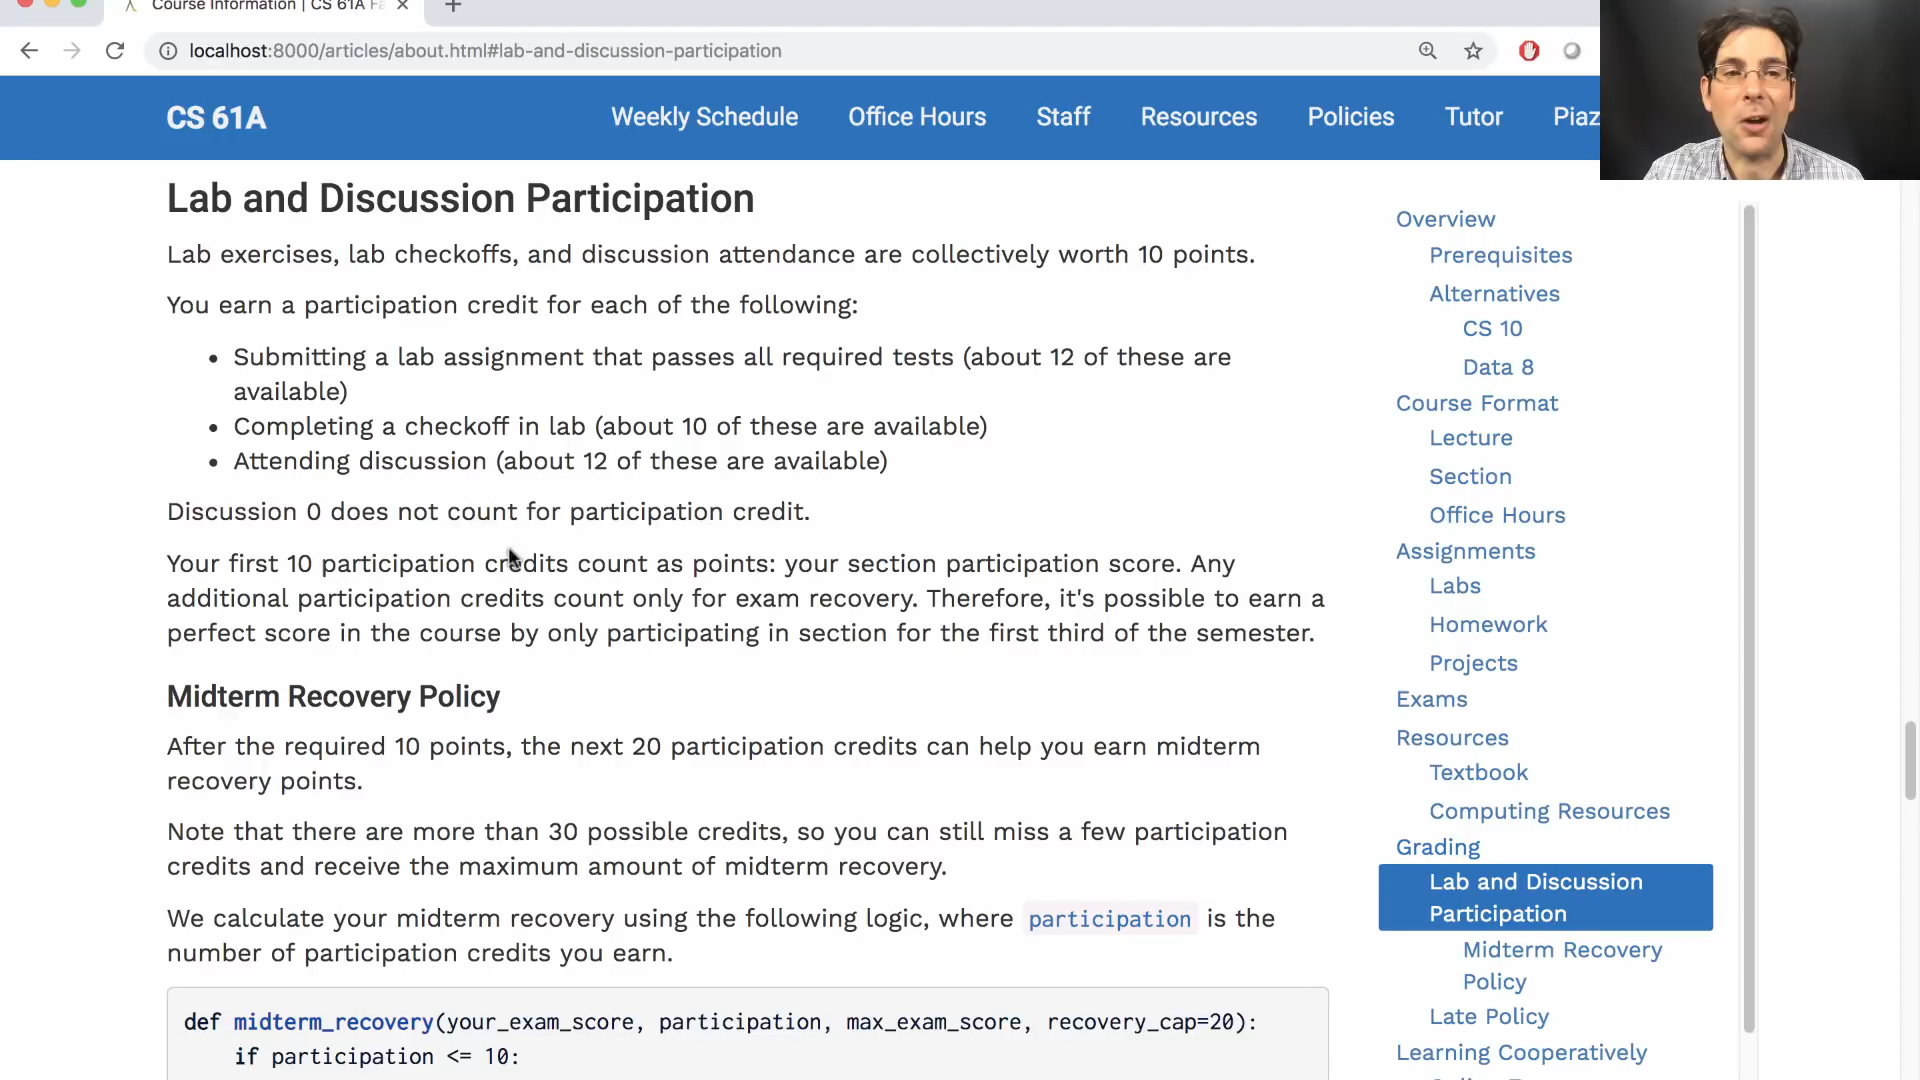 Course Information | CS 61A Fa
localhost:8000/articles/about.html#lab-and-discussion-participation
CS 61A
Weekly Schedule
Office Hours
Staff
Resources
Policies
Tutor
Piaz
Lab and Discussion Participation
Lab exercises, lab checkoffs, and discussion attendance are collectively worth 10 points.
You earn a participation credit for each of the following:
• Submitting a lab assignment that passes all required tests (about 12 of these are
available)
• Completing a checkoff in lab (about 10 of these are available)
• Attending discussion (about 12 of these are available)
Discussion 0 does not count for participation credit.
Your first 10 participation credits count as points: your section participation score. Any
additional participation credits count only for exam recovery. Therefore, it's possible to earn a
perfect score in the course by only participating in section for the first third of the semester.
Midterm Recovery Policy
After the required 10 points, the next 20 participation credits can help you earn midterm
recovery points.
Note that there are more than 30 possible credits, so you can still miss a few participation
credits and receive the maximum amount of midterm recovery.
We calculate your midterm recovery using the following logic, where participation is the
number of participation credits you earn.
def midterm_recovery(your_exam_score, participation, max_exam_score, recovery_cap=20):
    if participation <= 10:
Overview
Prerequisites
Alternatives
CS 10
Data 8
Course Format
Lecture
Section
Office Hours
Assignments
Labs
Homework
Projects
Exams
Resources
Textbook
Computing Resources
Grading
Lab and Discussion
Participation
Midterm Recovery
Policy
Late Policy
Learning Cooperatively